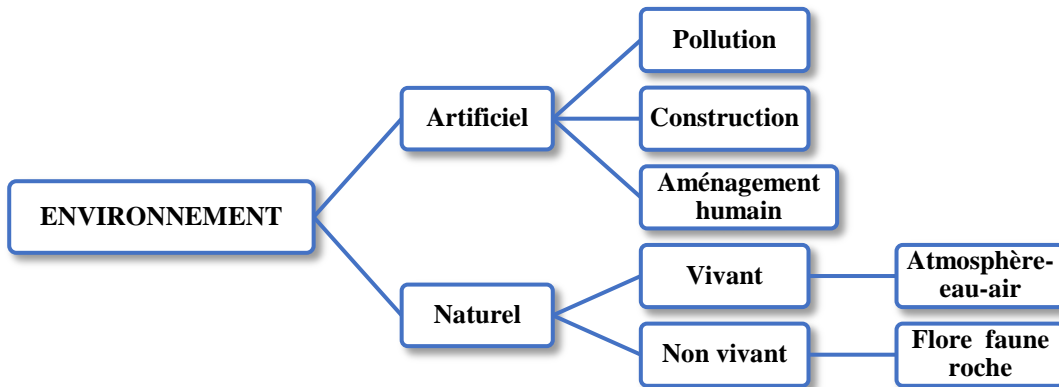 Pollution
Artificiel
Construction
Aménagement
humain
ENVIRONNEMENT
Vivant
Atmosphère-
eau-air
Naturel
Non vivant
Flore faune
roche